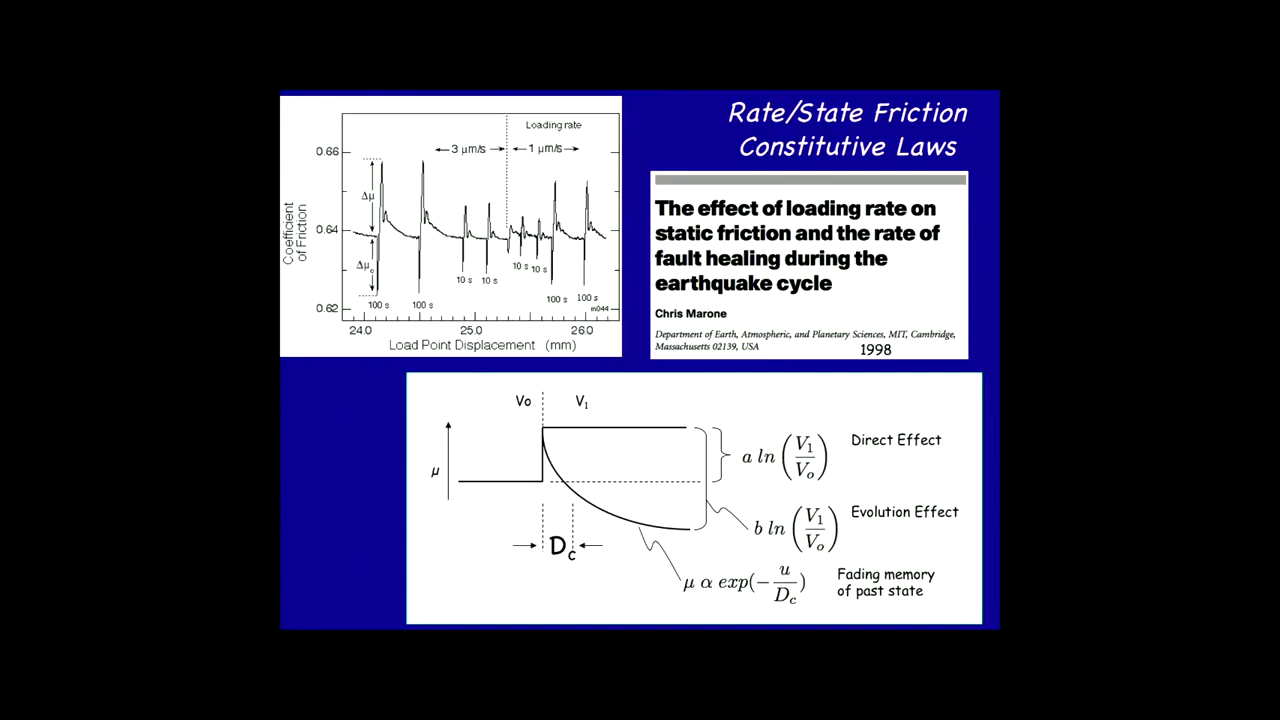 Rate/State Friction
Constitutive Laws
Loading rate
0.66
3 μm/s
1 μm/s
Δμ
Coefficient
of Friction
0.64
Δμc
10 s
10 s
10 s
10 s
100 s
100 s
100 s
100 s
m044
0.62
24.0
25.0
26.0
Load Point Displacement (mm)
The effect of loading rate on
static friction and the rate of
fault healing during the
earthquake cycle
Chris Marone
Department of Earth, Atmospheric, and Planetary Sciences, MIT, Cambridge,
Massachusetts 02139, USA
1998
Vo
V₁
μ
a ln (V₁/Vₒ)
Direct Effect
b ln (V₁/Vₒ)
Evolution Effect
Dc
μ α exp(−u/Dc)
Fading memory
of past state